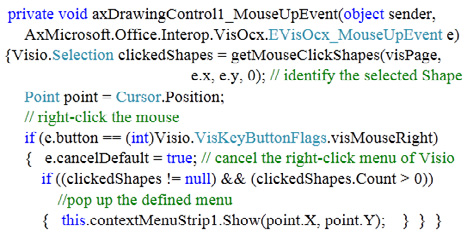 private void axDrawingControl1_MouseUpEvent(object sender,
AxMicrosoft.Office.Interop.VisOcx.EVisOcx_MouseUpEvent e)
{Visio.Selection clickedShapes = getMouseClickShapes(visPage,
e.x, e.y, 0); // identify the selected Shape
Point point = Cursor.Position;
// right-click the mouse
if (e.button == (int)Visio.VisKeyButtonFlags.visMouseRight)
{ e.cancelDefault = true; // cancel the right-click menu of Visio
if ((clickedShapes != null) && (clickedShapes.Count > 0))
//pop up the defined menu
{ this.contextMenuStrip1.Show(point.X, point.Y); } } }